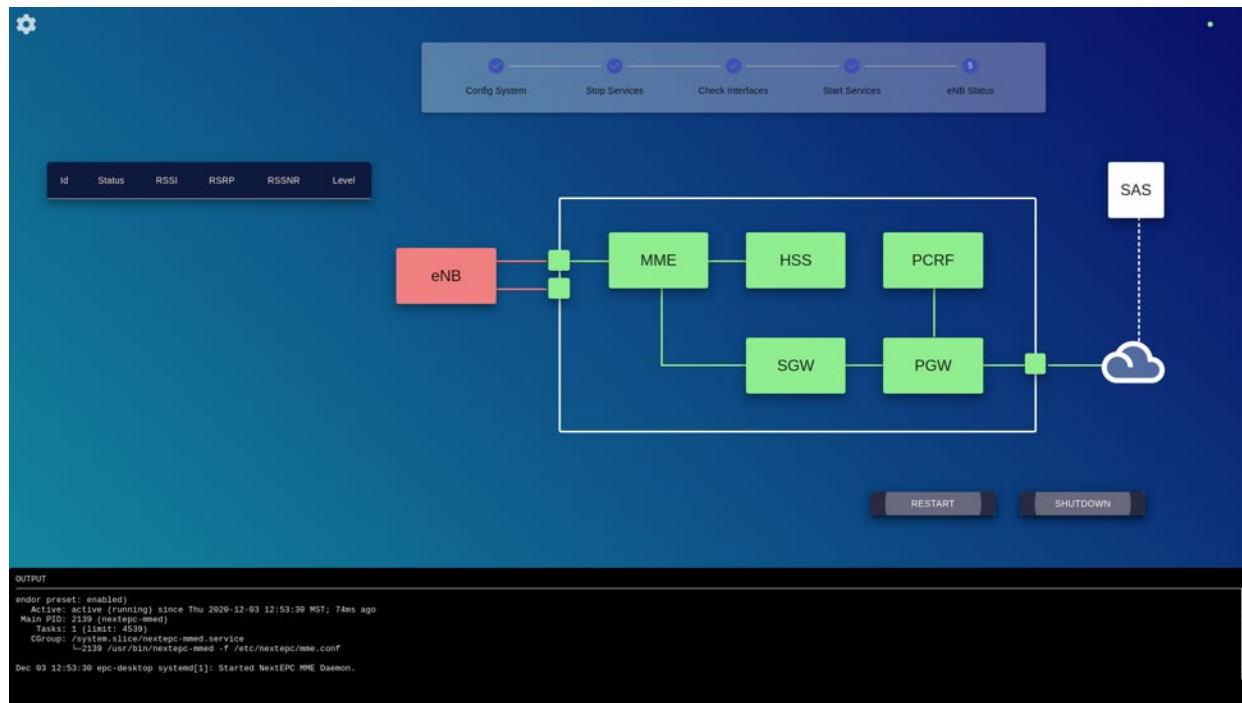 5
Config System
Stop Services
Check Interfaces
Start Services
eNB Status
Id Status RSSI RSRP RSSNR Level
SAS
eNB
MME
HSS
PCRF
SGW
PGW
RESTART
SHUTDOWN
OUTPUT
endor preset: enabled)
Active: active (running) since Thu 2020-12-03 12:53:30 MST; 74ms ago
Main PID: 2139 (nextepc-mmed)
Tasks: 1 (limit: 4539)
CGroup: /system.slice/nextepc-mmed.service
└─2139 /usr/bin/nextepc-mmed -f /etc/nextepc/mme.conf
Dec 03 12:53:30 epc-desktop systemd[1]: Started NextEPC MME Daemon.